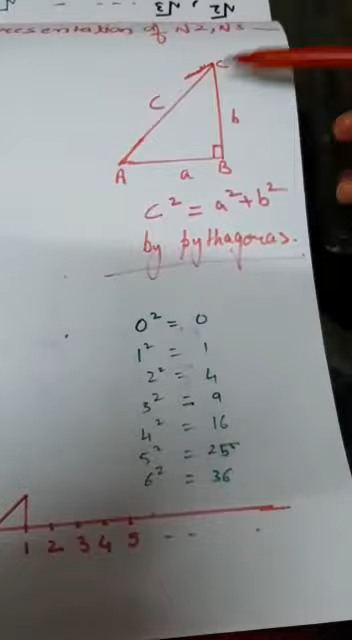 √2, √3
resentation of √2, √3
C
c
b
A
a
B
c² = a² + b²
by pythagoras.
0² = 0
1² = 1
2² = 4
3² = 9
4² = 16
5² = 25
6² = 36
1 2 3 4 5 - -